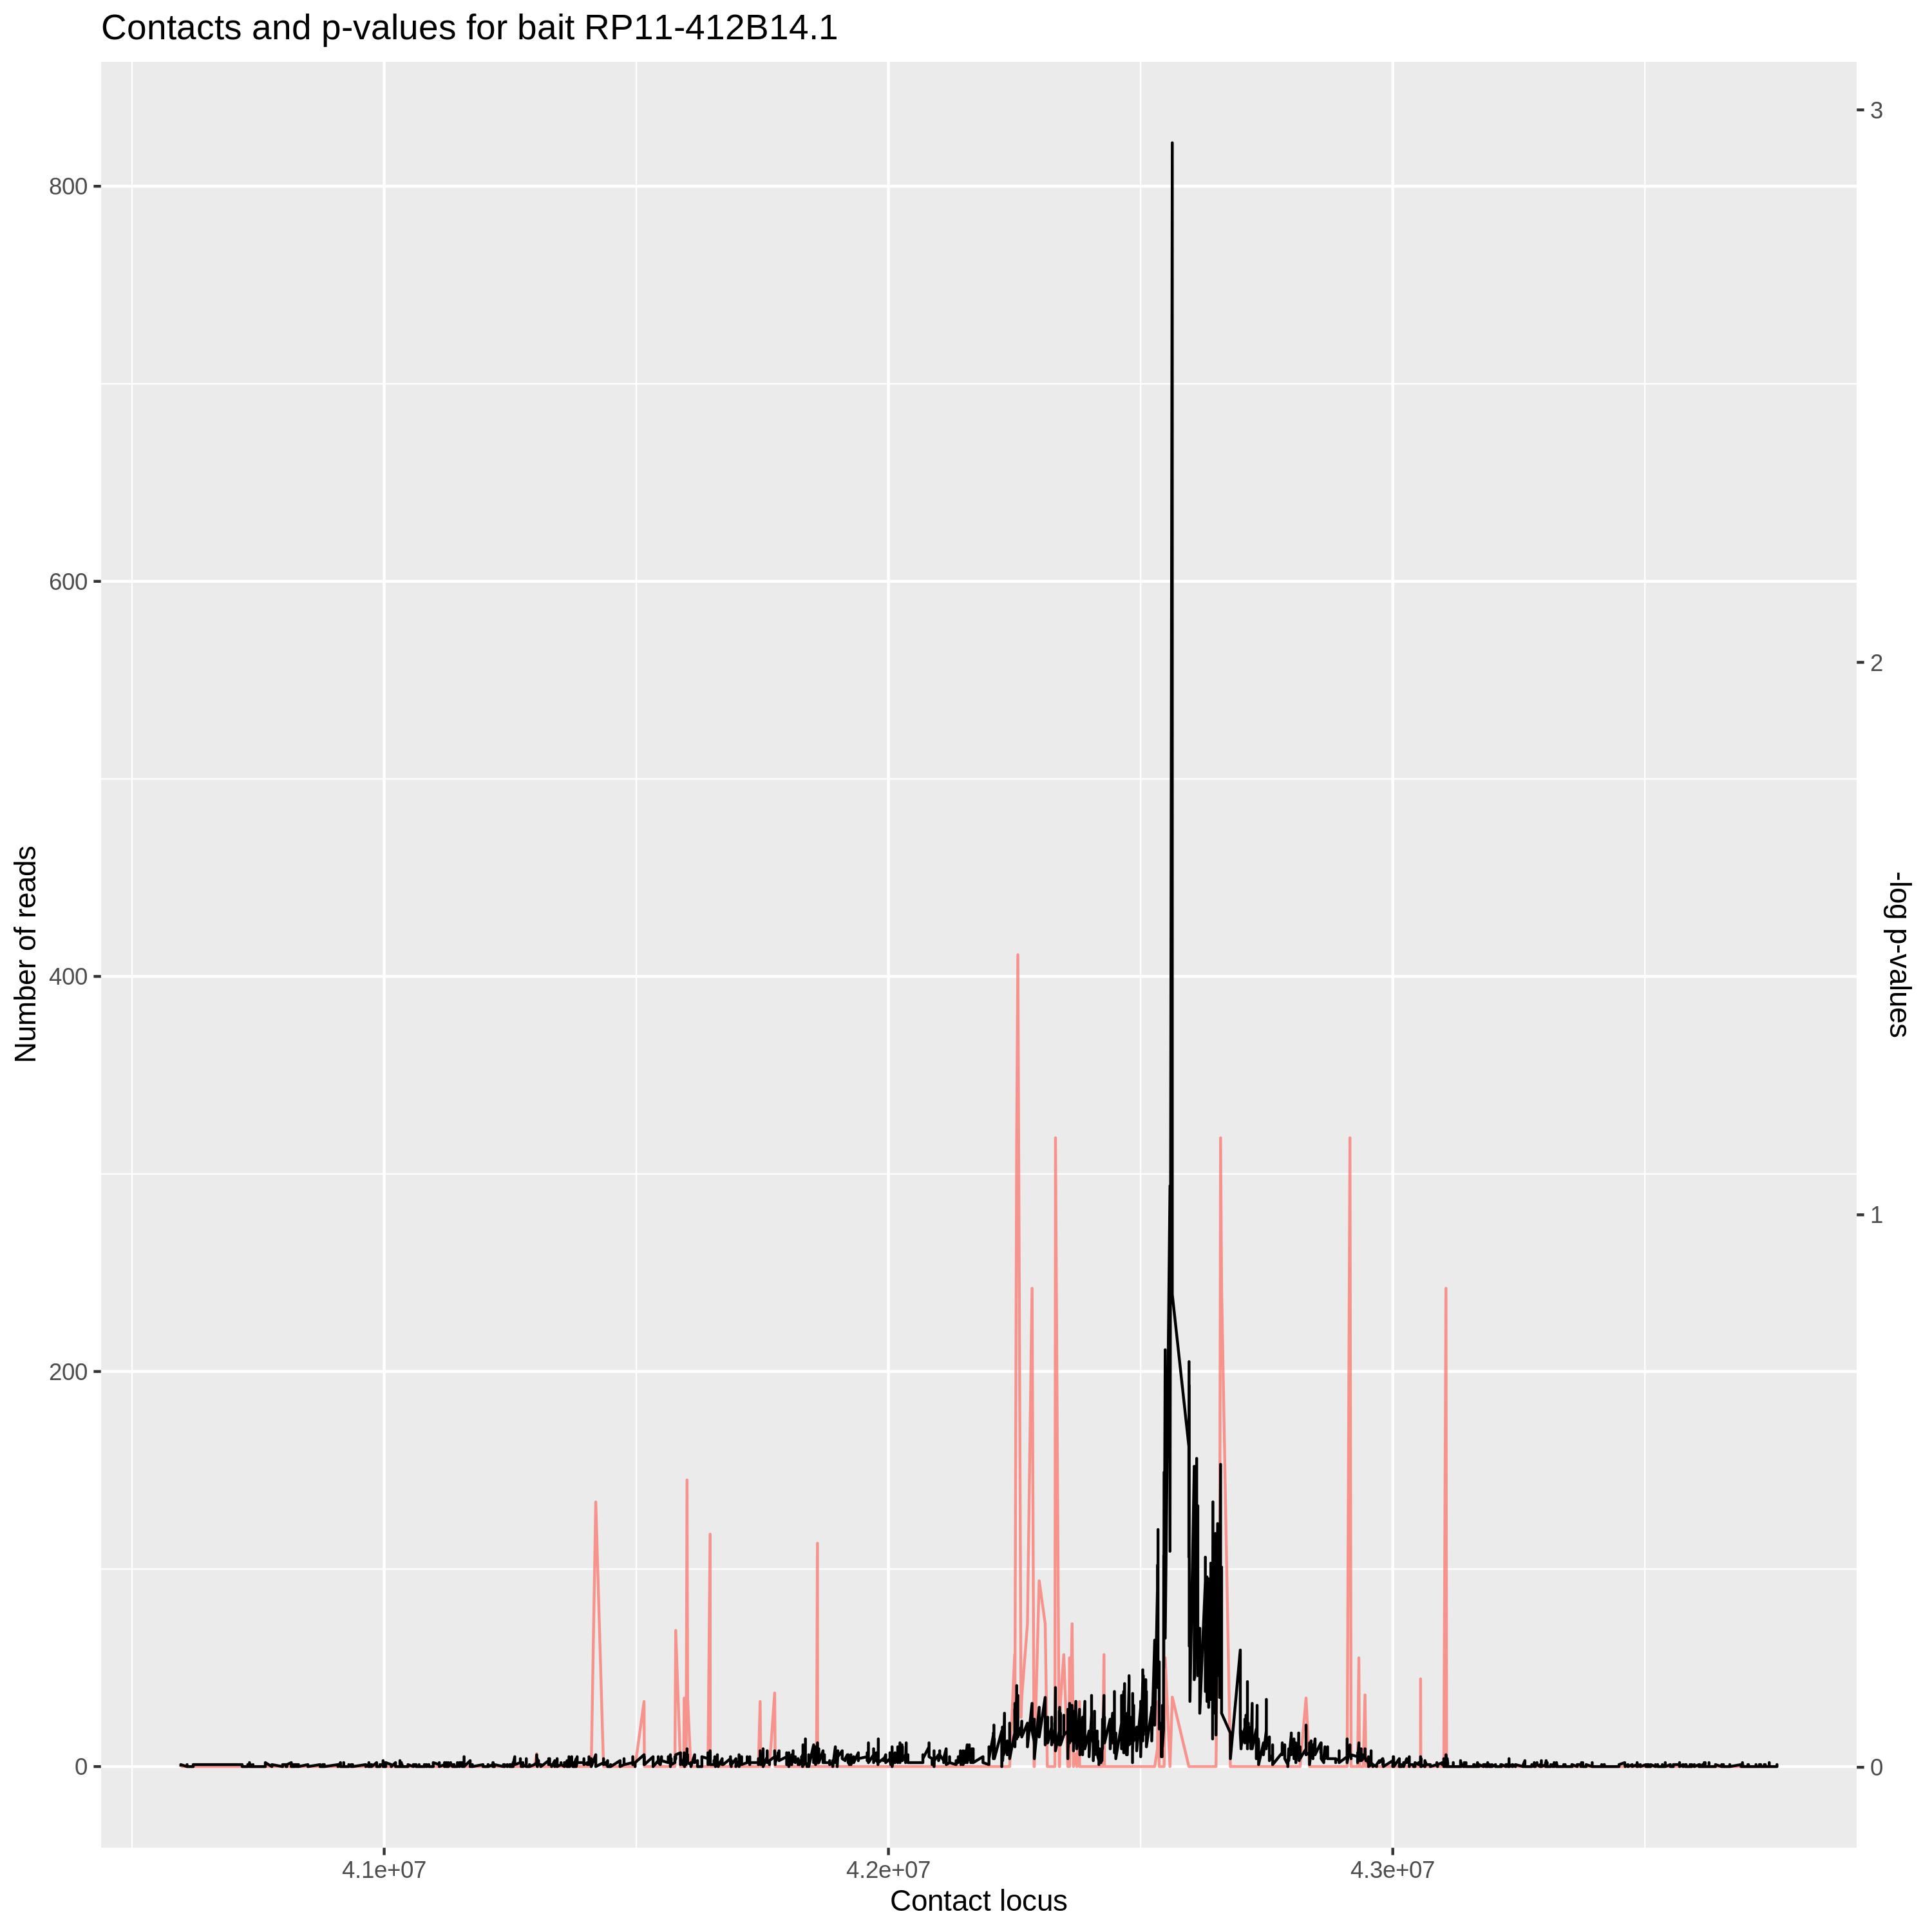 Contacts and p-values for bait RP11-412B14.1
Number of reads
800
600
400
200
0
3
2
1
0
-log p-values
4.1e+07 4.2e+07 4.3e+07
Contact locus